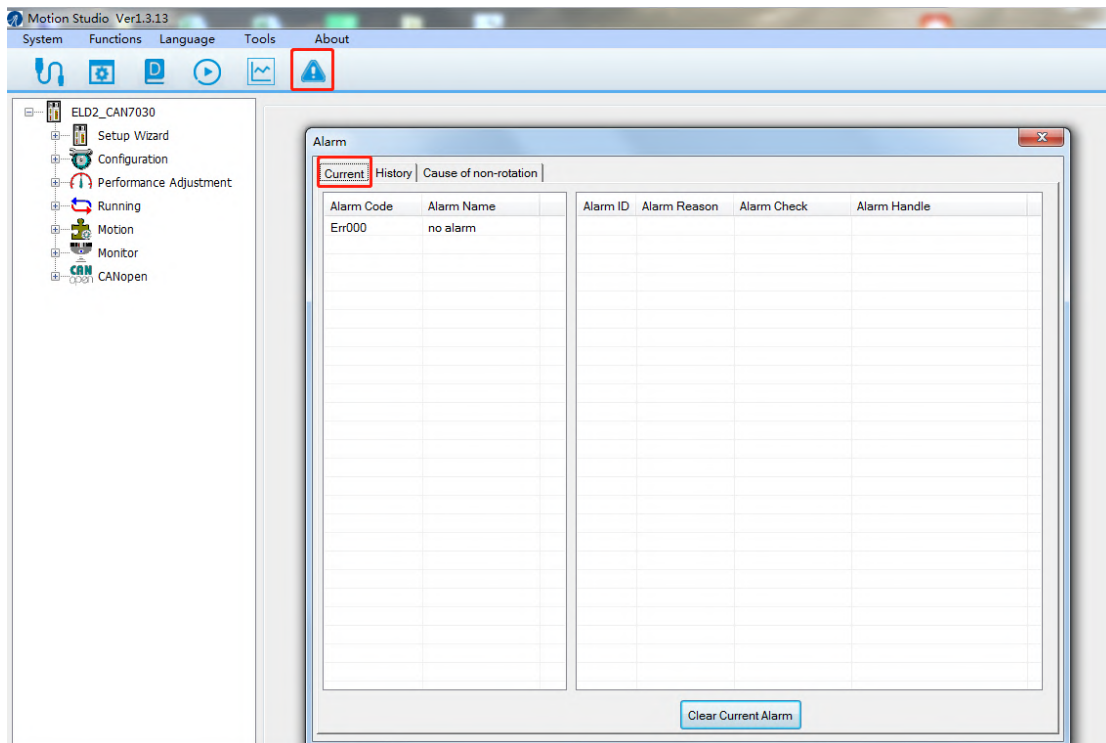 Motion Studio Ver1.3.13
System Functions Language Tools About
D
ELD2_CAN7030
Setup Wizard
Configuration
Performance Adjustment
Running
Motion
Monitor
CAN
open
CANopen
Alarm
Current History Cause of non-rotation
Alarm Code Alarm Name
Err000 no alarm
Alarm ID Alarm Reason Alarm Check Alarm Handle
Clear Current Alarm